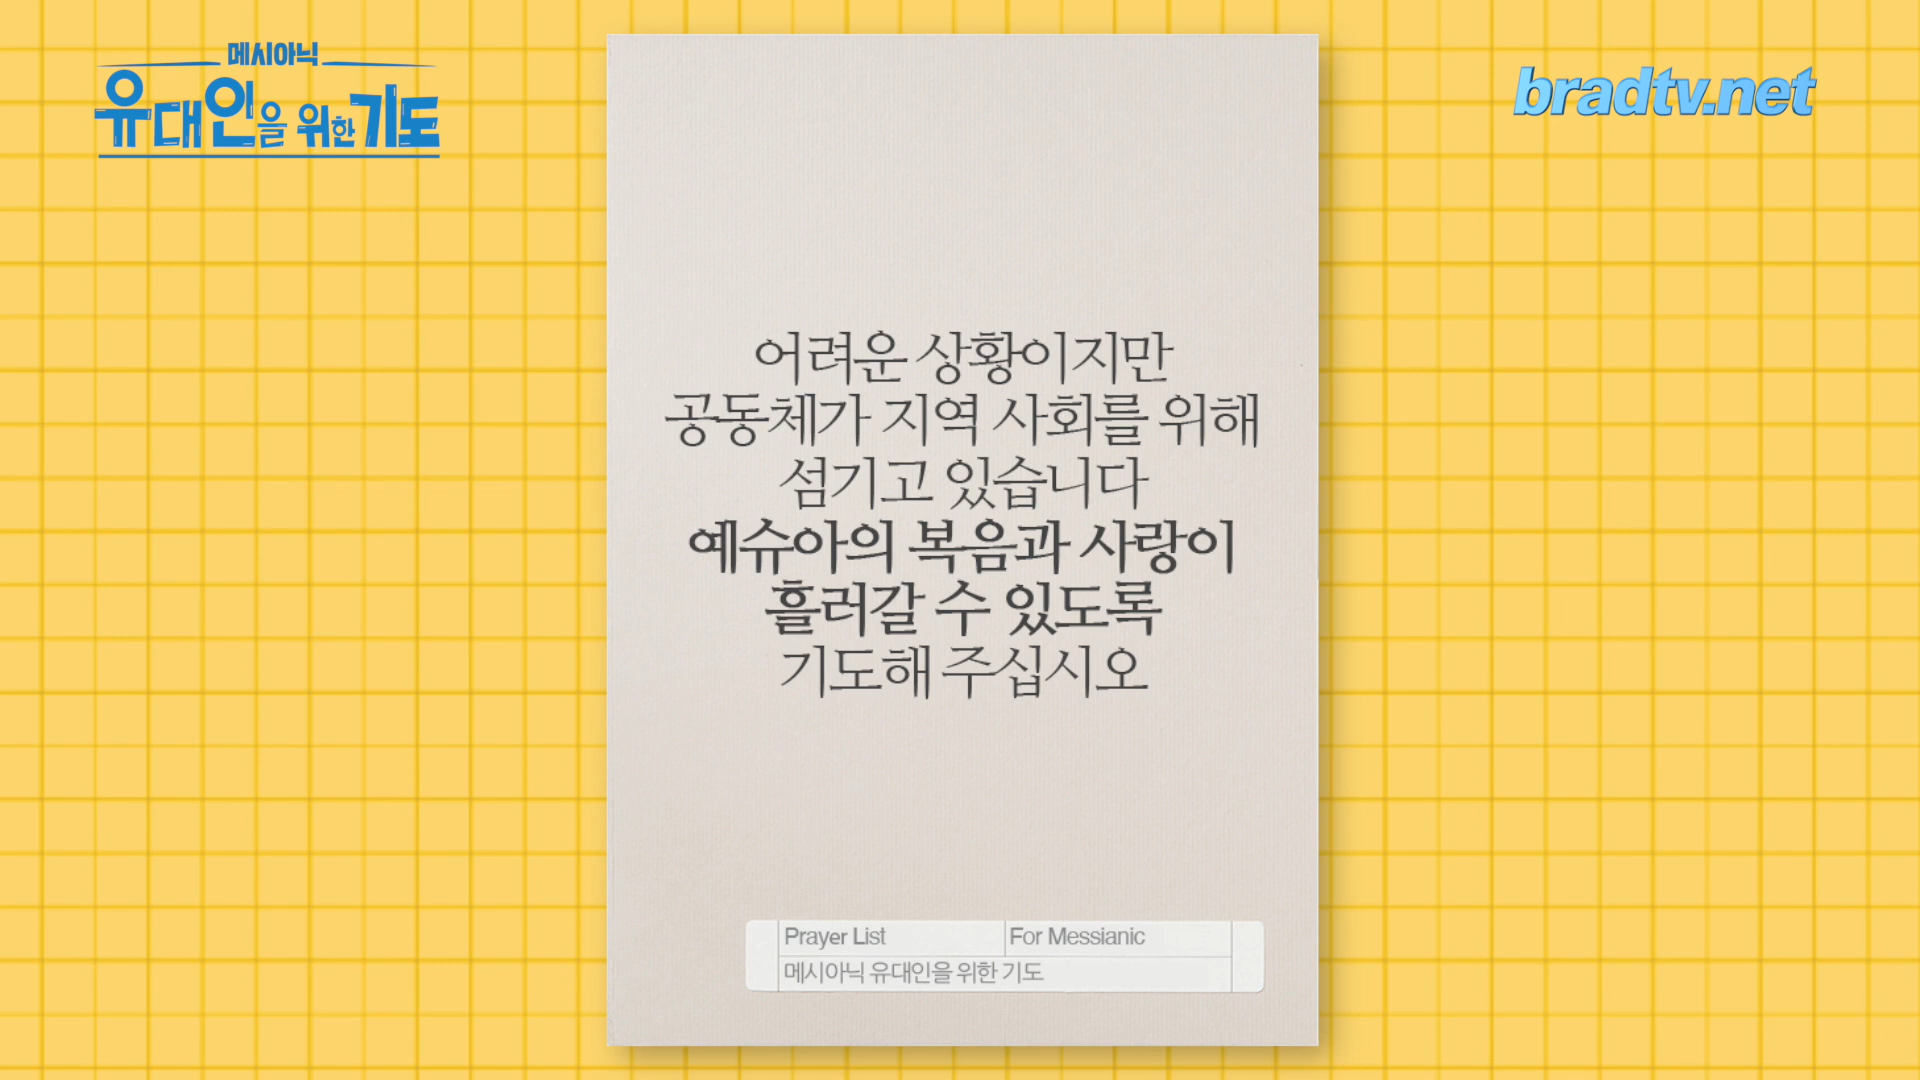 메시아닉
유대인을 위한 기도
bradtv.net
어려운 상황이지만
공동체가 지역 사회를 위해
섬기고 있습니다
예슈아의 복음과 사랑이
흘러갈 수 있도록
기도해 주십시오
Prayer List
For Messianic
메시아닉 유대인을 위한 기도